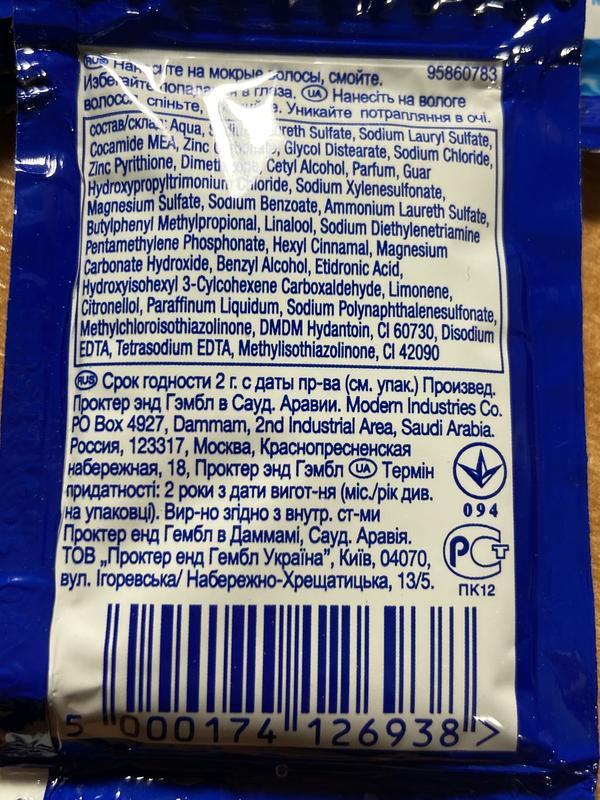 RUS Нанесите на мокрые волосы, смойте. 95860783
Избегайте попадания в глаза. UA Нанесіть на вологе
волосся, спіньте, Уникайте потрапляння в очі.
состав/склад: Aqua, Laureth Sulfate, Sodium Lauryl Sulfate,
Cocamide MEA, Zinc Carbonate, Glycol Distearate, Sodium Chloride,
Zinc Pyrithione, Dimethicone, Cetyl Alcohol, Parfum, Guar
Hydroxypropyltrimonium Chloride, Sodium Xylenesulfonate,
Magnesium Sulfate, Sodium Benzoate, Ammonium Laureth Sulfate,
Butylphenyl Methylpropional, Linalool, Sodium Diethylenetriamine
Pentamethylene Phosphonate, Hexyl Cinnamal, Magnesium
Carbonate Hydroxide, Benzyl Alcohol, Etidronic Acid,
Hydroxyisohexyl 3-Cylcohexene Carboxaldehyde, Limonene,
Citronellol, Paraffinum Liquidum, Sodium Polynaphthalenesulfonate,
Methylchloroisothiazolinone, DMDM Hydantoin, CI 60730, Disodium
EDTA, Tetrasodium EDTA, Methylisothiazolinone, CI 42090
RUS Срок годности 2 г. с даты пр-ва (см. упак.) Произвед.
Проктер энд Гэмбл в Сауд. Аравии. Modern Industries Co.
PO Box 4927, Dammam, 2nd Industrial Area, Saudi Arabia.
Россия, 123317, Москва, Краснопресненская
набережная, 18, Проктер энд Гэмбл UA Термін
придатності: 2 роки з дати вигот-ня (міс./рік див.
на упаковці). Вир-но згідно з внутр. ст-ми
094
Проктер енд Гембл в Даммамі, Сауд. Аравія.
ТОВ „Проктер енд Гембл Україна”, Київ, 04070,
вул. Ігоревська/ Набережно-Хрещатицька, 13/5.
РСТ
ПК12
5 000174 126938 >